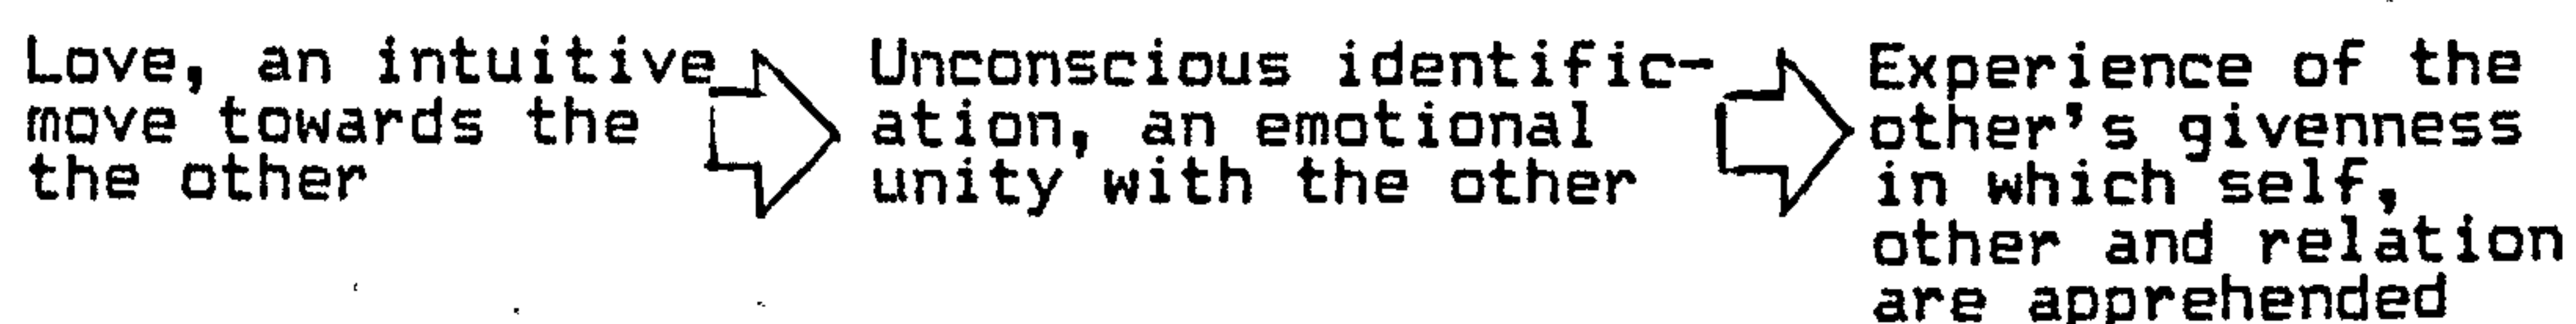 Love, an intuitive
move towards the
the other
Unconscious identific-
ation, an emotional
unity with the other
Experience of the
other's givenness
in which self,
other and relation
are apprehended